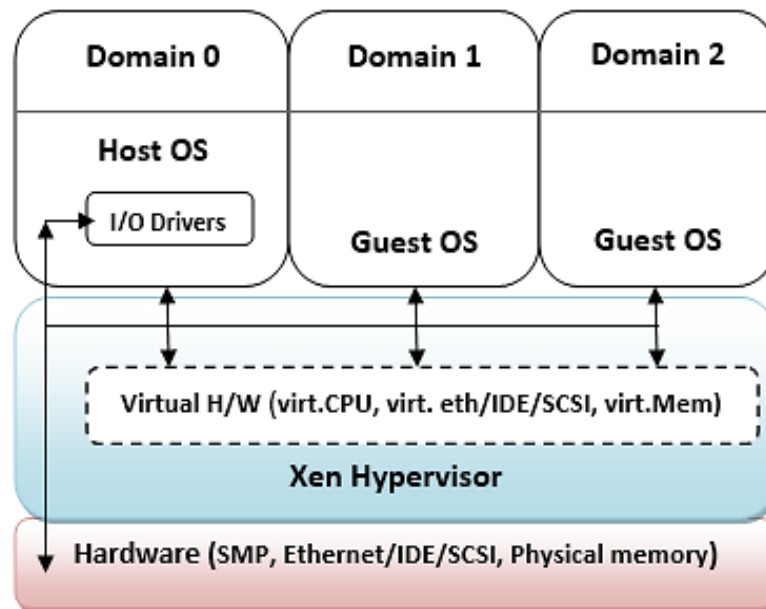 Domain 0
Domain 1
Domain 2
Host OS
I/O Drivers
Guest OS
Guest OS
Virtual H/W (virt.CPU, virt. eth/IDE/SCSI, virt.Mem)
Xen Hypervisor
Hardware (SMP, Ethernet/IDE/SCSI, Physical memory)